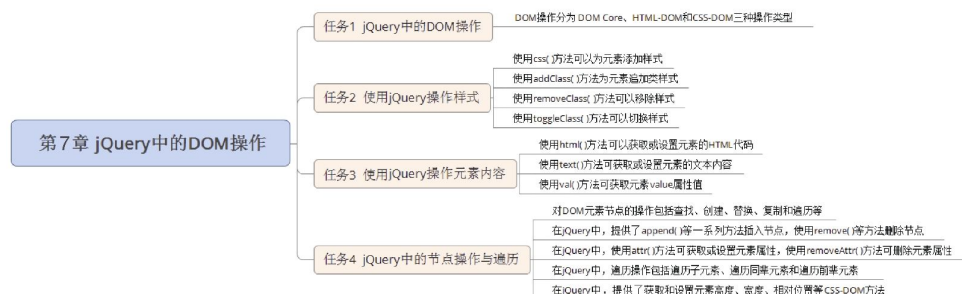 第7章 jQuery中的DOM操作
任务1 jQuery中的DOM操作
DOM操作分为 DOM Core、HTML-DOM和CSS-DOM三种操作类型
任务2 使用jQuery操作样式
使用css( )方法可以为元素添加样式
使用addClass( )方法为元素追加类样式
使用removeClass( )方法可以移除样式
使用toggleClass( )方法可以切换样式
任务3 使用jQuery操作元素内容
使用html( )方法可以获取或设置元素的HTML代码
使用text( )方法可获取或设置元素的文本内容
使用val( )方法可获取元素value属性值
任务4 jQuery中的节点操作与遍历
对DOM元素节点的操作包括查找、创建、替换、复制和遍历等
在jQuery中，提供了append( )等一系列方法插入节点，使用remove( )等方法删除节点
在jQuery中，使用attr( )方法可获取或设置元素属性，使用removeAttr( )方法可删除元素属性
在jQuery中，遍历操作包括遍历子元素、遍历同辈元素和遍历前辈元素
在jQuery中，提供了获取和设置元素高度、宽度、相对位置等CSS-DOM方法